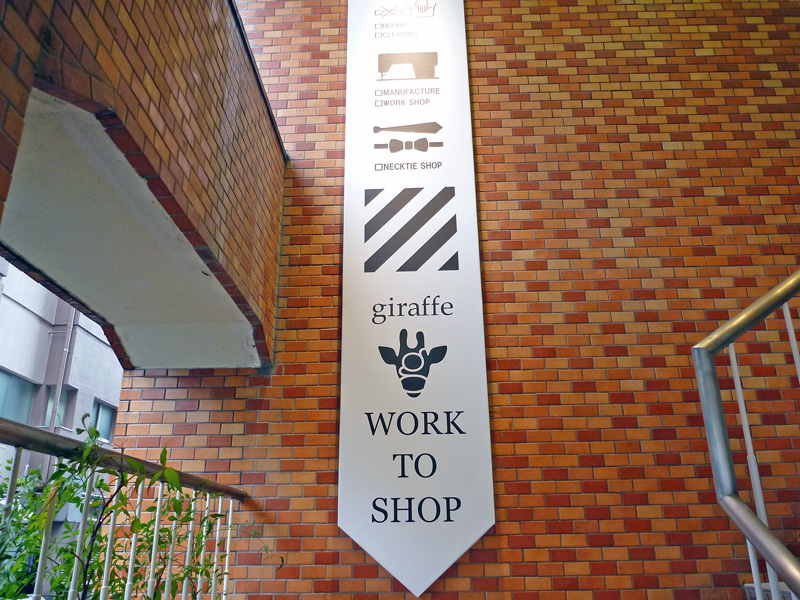 □REPAIR
□CLEANING
□MANUFACTURE
□WORK SHOP
□NECKTIE SHOP
giraffe
WORK
TO
SHOP